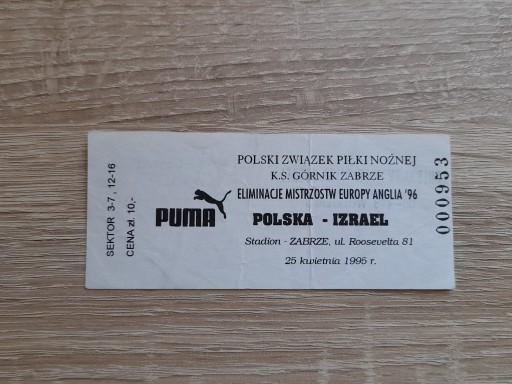 POLSKI ZWIĄZEK PIŁKI NOŻNEJ
K.S. GÓRNIK ZABRZE
ELIMINACJE MISTRZOSTW EUROPY ANGLIA '96
POLSKA - IZRAEL
Stadion - ZABRZE, ul. Roosevelta 81
25 kwietnia 1995 r.
PUMA
SEKTOR 3-7, 12-16
CENA zł. 10,-
000953